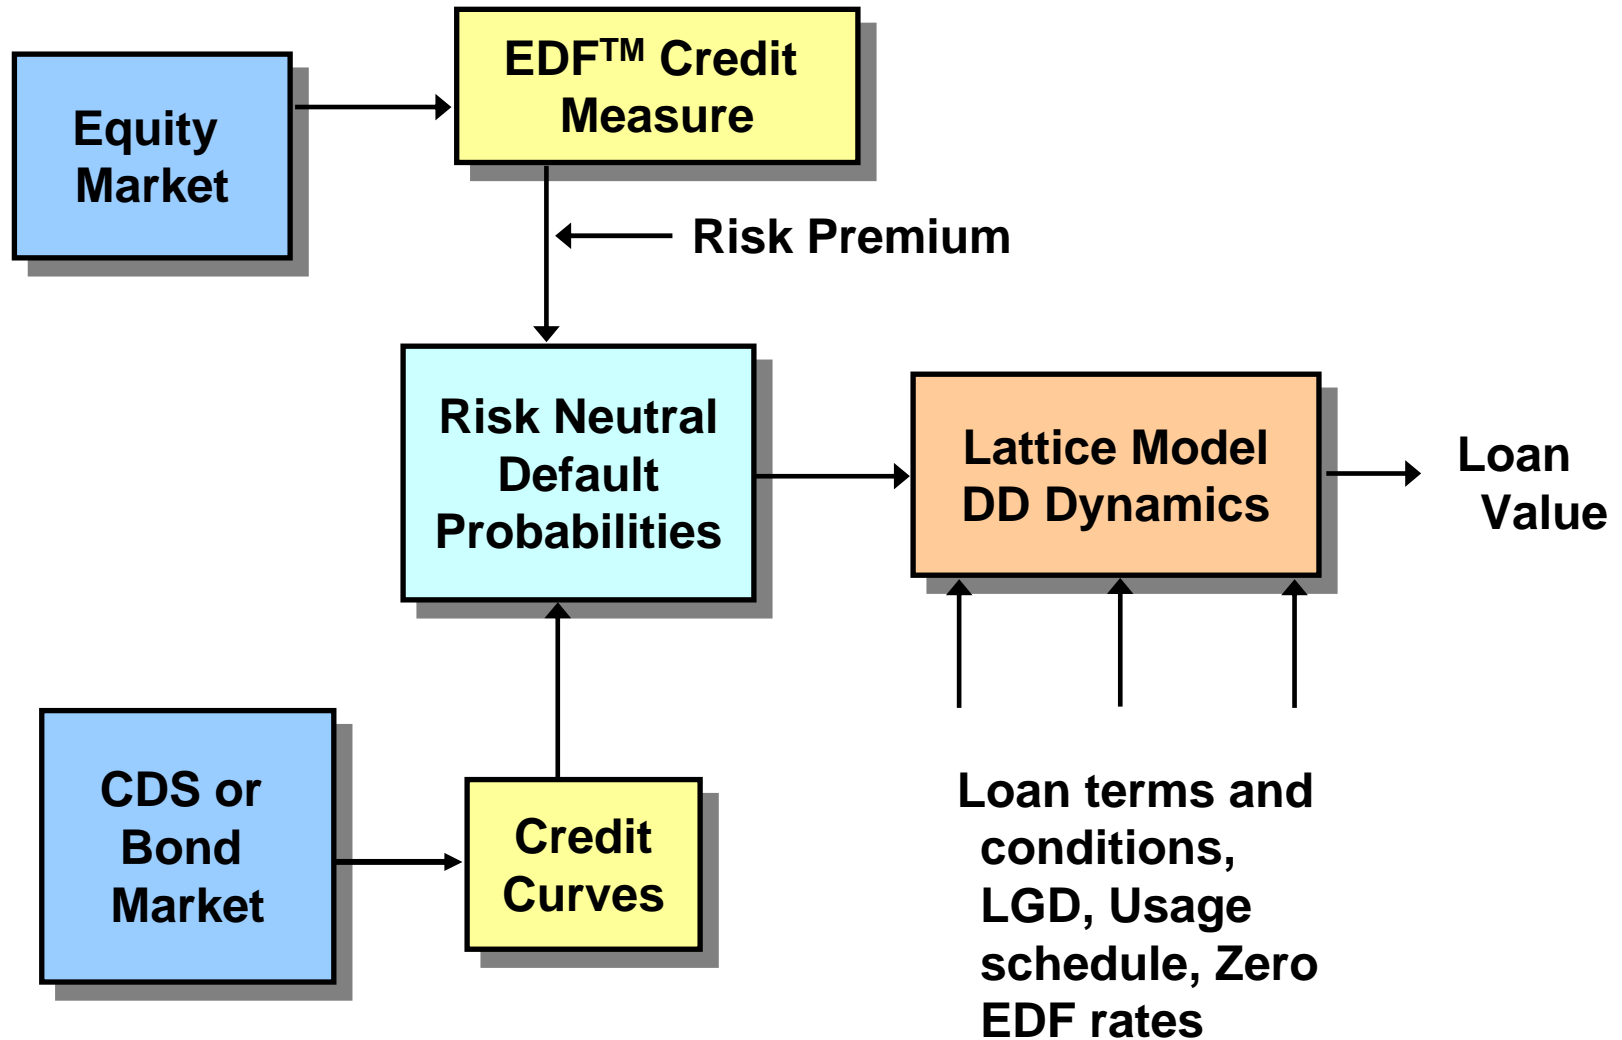 EDF™ Credit
Measure
Equity
Market
Risk Premium
Risk Neutral
Default
Probabilities
Lattice Model
DD Dynamics
Loan
Value
CDS or
Bond
Market
Credit
Curves
Loan terms and
conditions,
LGD, Usage
schedule, Zero
EDF rates